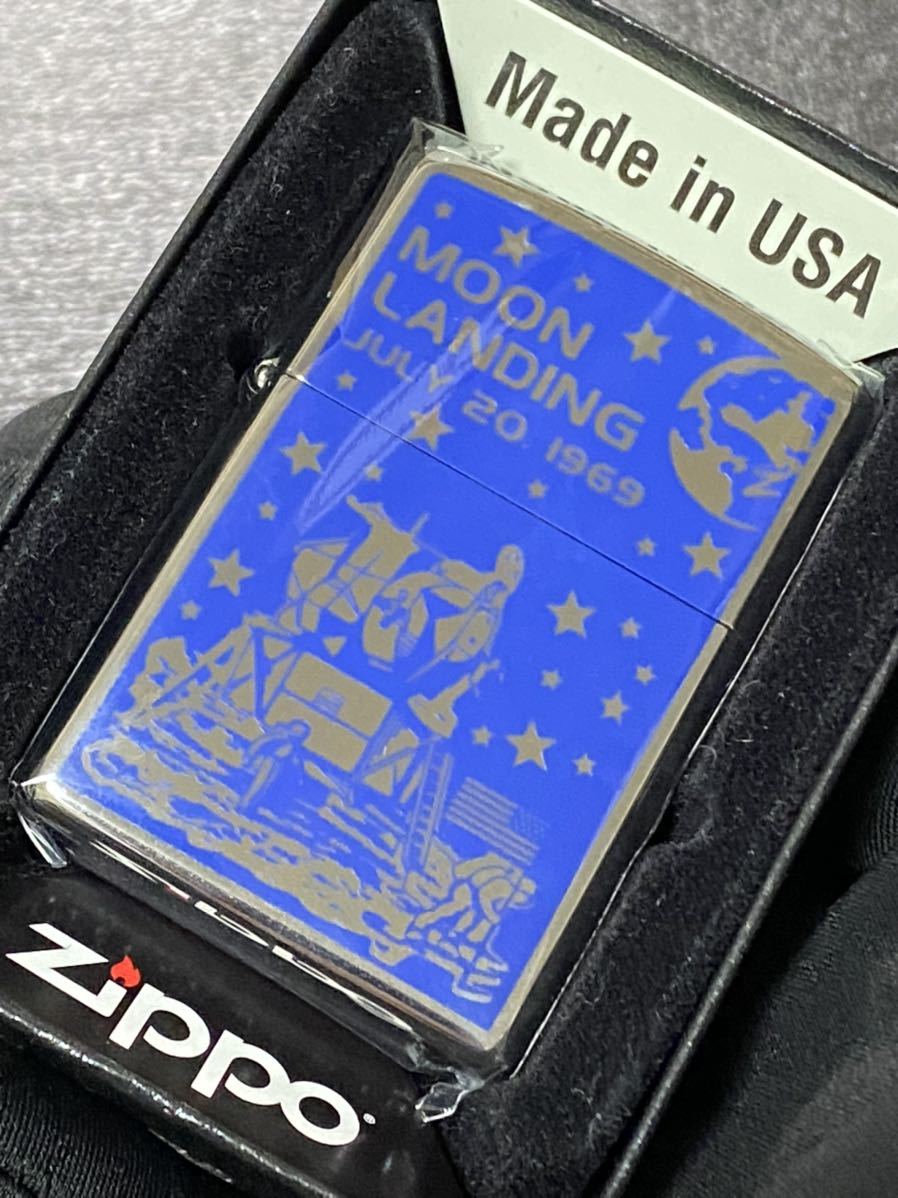 Made in USA
MOON
LANDING
JULY 20 1969
Zippo®